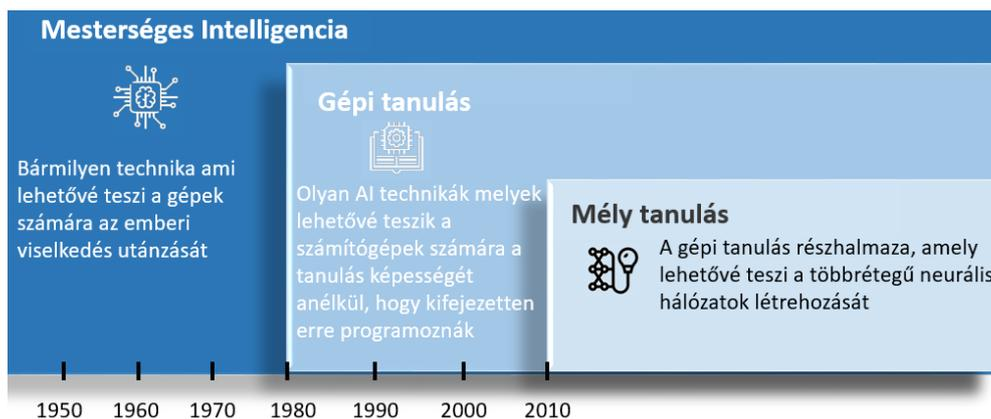 Mesterséges Intelligencia
Bármilyen technika ami
lehetővé teszi a gépek
számára az emberi
viselkedés utánzását
Gépi tanulás
Olyan AI technikák melyek
lehetővé teszik a
számítógépek számára a
tanulás képességét
anélkül, hogy kifejezetten
erre programoznák
Mély tanulás
A gépi tanulás részhalmaza, amely
lehetővé teszi a többrétegű neurális
hálózatok létrehozását
1950 1960 1970 1980 1990 2000 2010